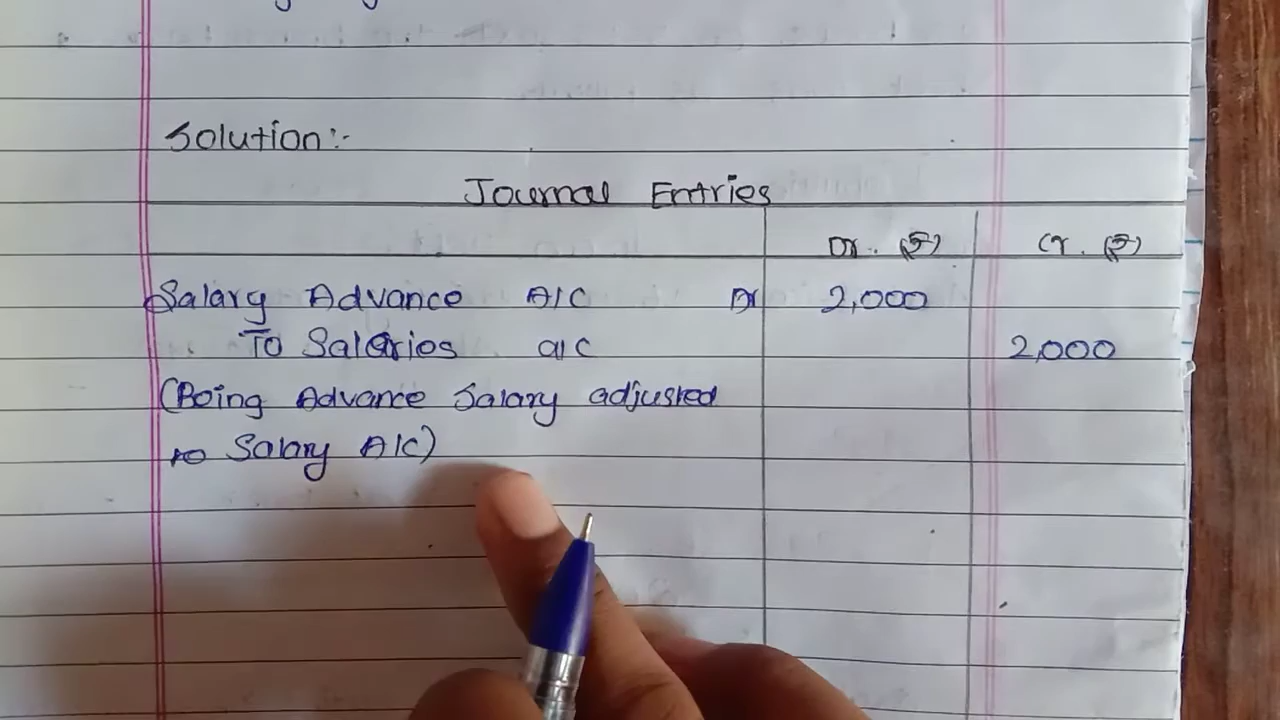 Solution:-
Journal Entries
Dr. (₹) Cr. (₹)
Salary Advance A/C Dr 2,000
To Salaries a/c 2,000
(Being Advance Salary adjusted
to Salary A/C)